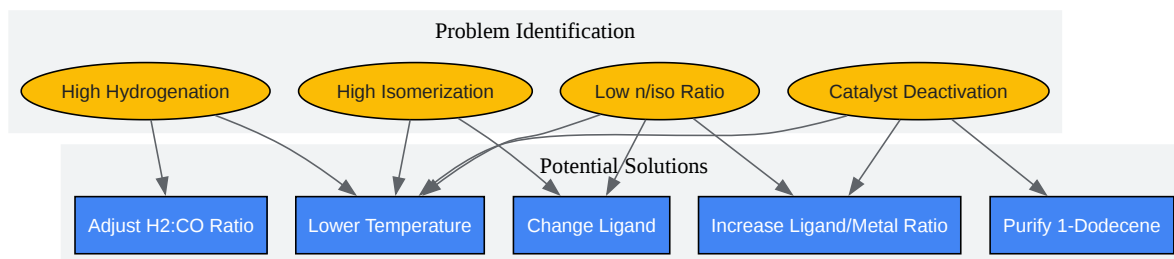 Problem Identification
High Hydrogenation
High Isomerization
Low n/iso Ratio
Catalyst Deactivation
Potential Solutions
Adjust H2:CO Ratio
Lower Temperature
Change Ligand
Increase Ligand/Metal Ratio
Purify 1-Dodecene